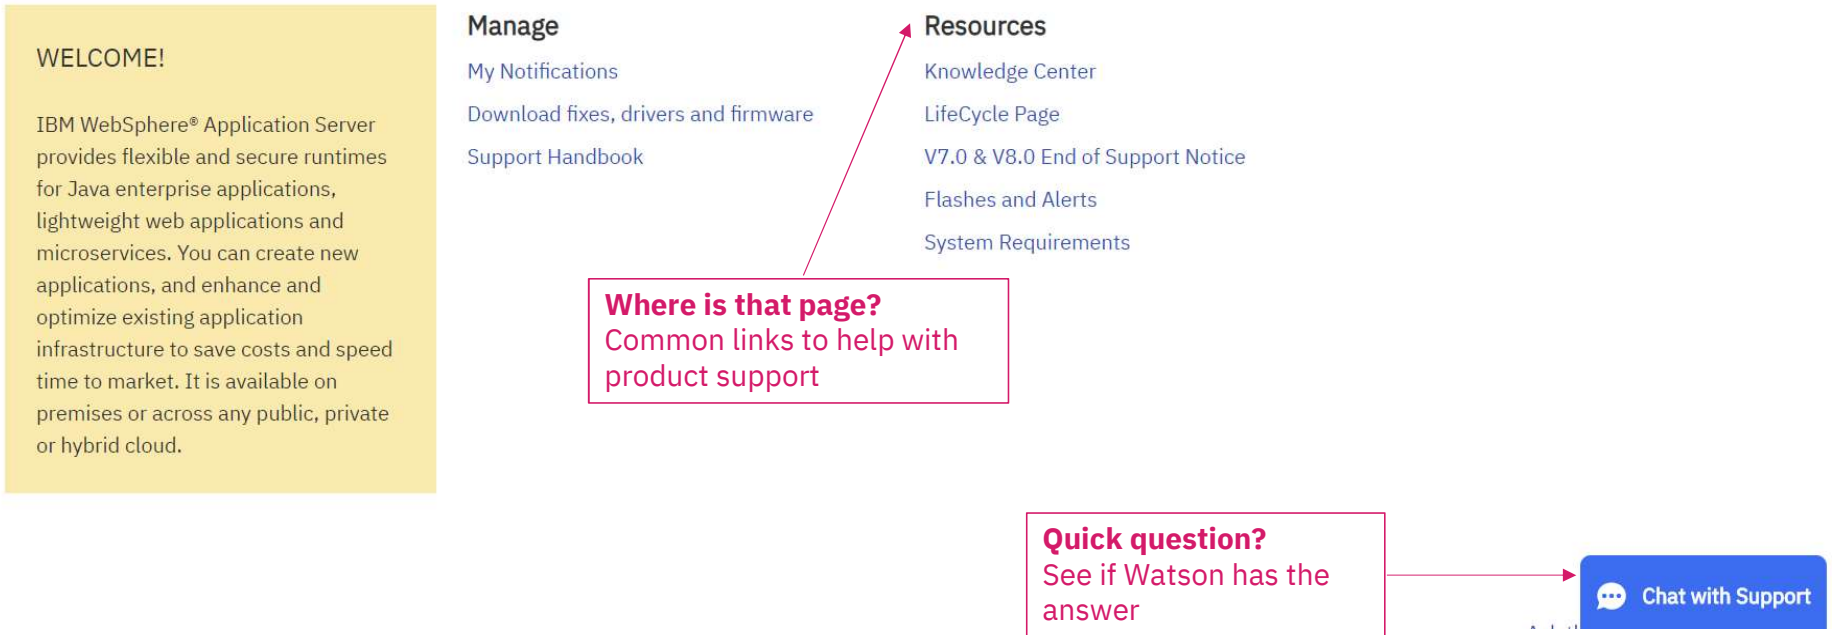 WELCOME!
IBM WebSphere® Application Server
provides flexible and secure runtimes
for Java enterprise applications,
lightweight web applications and
microservices. You can create new
applications, and enhance and
optimize existing application
infrastructure to save costs and speed
time to market. It is available on
premises or across any public, private
or hybrid cloud.
Manage
My Notifications
Download fixes, drivers and firmware
Support Handbook
Resources
Knowledge Center
LifeCycle Page
V7.0 & V8.0 End of Support Notice
Flashes and Alerts
System Requirements
Where is that page?
Common links to help with
product support
Quick question?
See if Watson has the
answer
Chat with Support